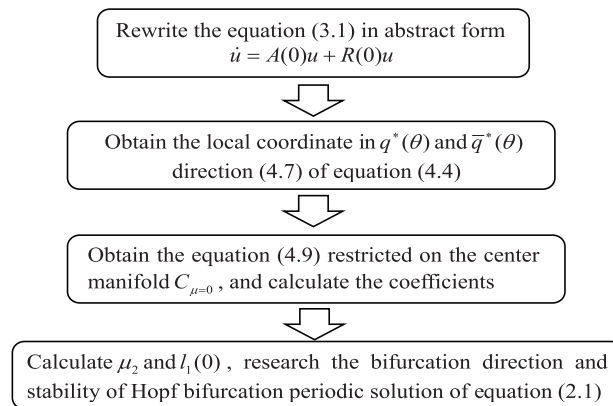 Rewrite the equation (3.1) in abstract form
u̇ = A(0)u + R(0)u
Obtain the local coordinate in q*(θ) and q̅*(θ)
direction (4.7) of equation (4.4)
Obtain the equation (4.9) restricted on the center
manifold C_{μ=0}, and calculate the coefficients
Calculate μ₂ and l₁(0), research the bifurcation direction and
stability of Hopf bifurcation periodic solution of equation (2.1)